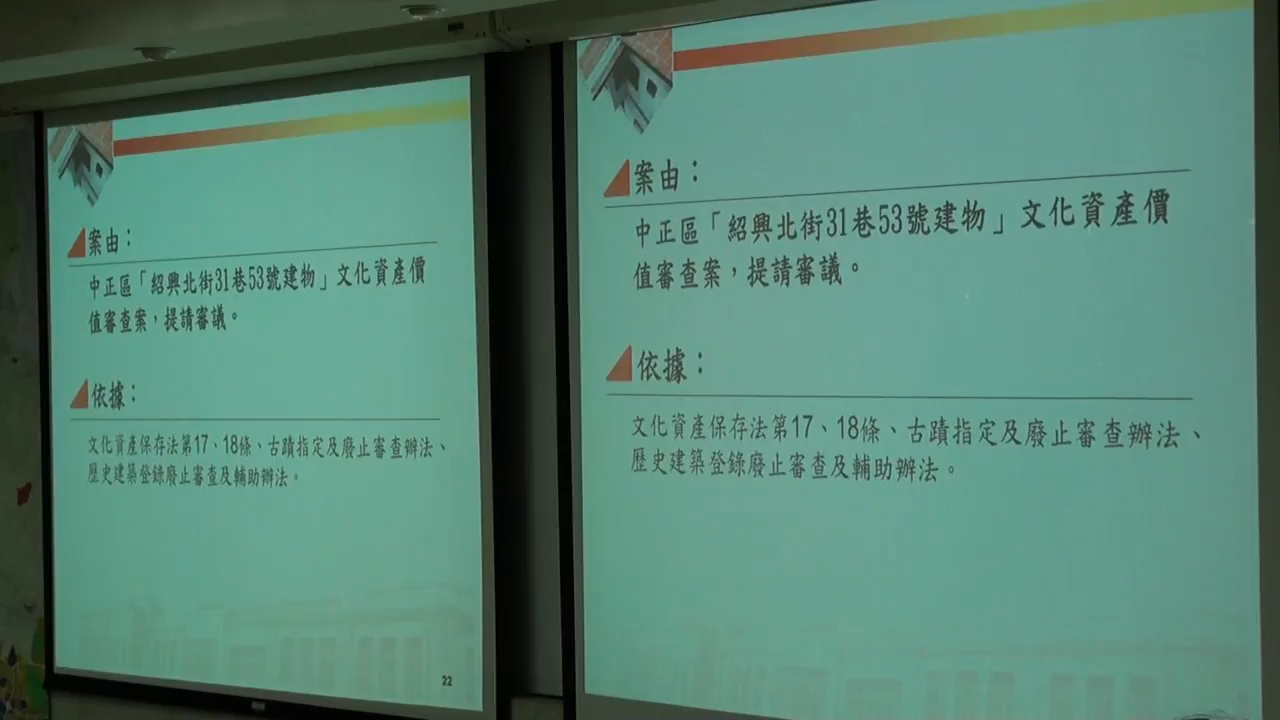 案由：
中正區「紹興北街31巷53號建物」文化資產價
值審查案，提請審議。
依據：
文化資產保存法第17、18條、古蹟指定及廢止審查辦法、
歷史建築登錄廢止審查及輔助辦法。
22
案由：
中正區「紹興北街31巷53號建物」文化資產價
值審查案，提請審議。
依據：
文化資產保存法第17、18條、古蹟指定及廢止審查辦法、
歷史建築登錄廢止審查及輔助辦法。